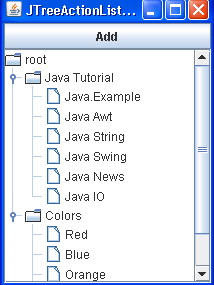 JTreeActionList...
Add
root
Java Tutorial
Java.Example
Java Awt
Java String
Java Swing
Java News
Java IO
Colors
Red
Blue
Orange